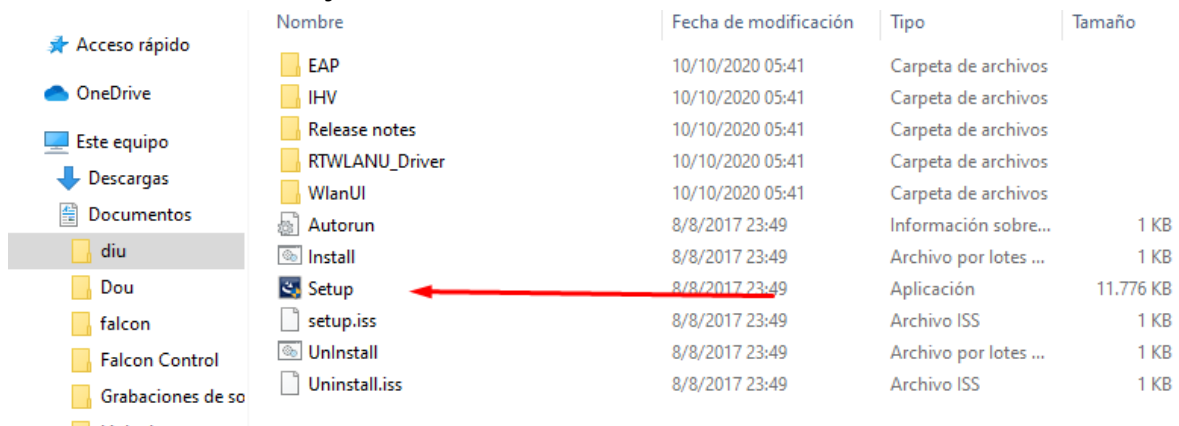 Nombre Fecha de modificación Tipo Tamaño
Acceso rápido
OneDrive
Este equipo
Descargas
Documentos
diu
Dou
falcon
Falcon Control
Grabaciones de so
EAP 10/10/2020 05:41 Carpeta de archivos
IHV 10/10/2020 05:41 Carpeta de archivos
Release notes 10/10/2020 05:41 Carpeta de archivos
RTWLANU_Driver 10/10/2020 05:41 Carpeta de archivos
WlanUI 10/10/2020 05:41 Carpeta de archivos
Autorun 8/8/2017 23:49 Información sobre... 1 KB
Install 8/8/2017 23:49 Archivo por lotes ... 1 KB
Setup 8/8/2017 23:49 Aplicación 11.776 KB
setup.iss 8/8/2017 23:49 Archivo ISS 1 KB
UnInstall 8/8/2017 23:49 Archivo por lotes ... 1 KB
Uninstall.iss 8/8/2017 23:49 Archivo ISS 1 KB